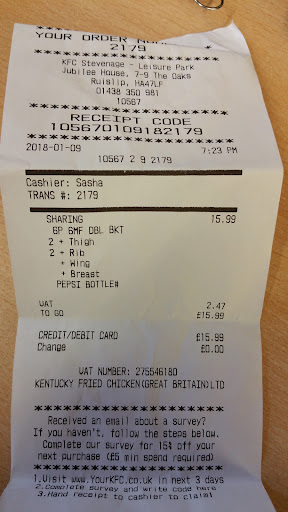 YOUR ORDER
2179
KFC Stevenage - Leisure Park
Jubilee House, 7-9 The Oaks
Ruislip, HA47LF
01438 350 981
10567
********************
RECEIPT CODE
105670109182179
********************
2018-01-09 7:23 PM
10567 2 9 2179
Cashier: Sasha
TRANS #: 2179
SHARING 15.99
6P 6MF DBL BKT
2 + Thigh
2 + Rib
+ Wing
+ Breast
PEPSI BOTTLE#
VAT 2.47
TO GO £15.99
CREDIT/DEBIT CARD £15.99
Change £0.00
VAT NUMBER: 275546180
KENTUCKY FRIED CHICKEN(GREAT BRITAIN)LTD
********************
Received an email about a survey?
If you haven't, follow the steps below.
Complete our survey for 15% off your
next purchase (£5 min spend required)
********************
1.Visit www.YourKFC.co.uk in next 3 days
2.Complete survey and write code here
3.Hand receipt to cashier to claim!